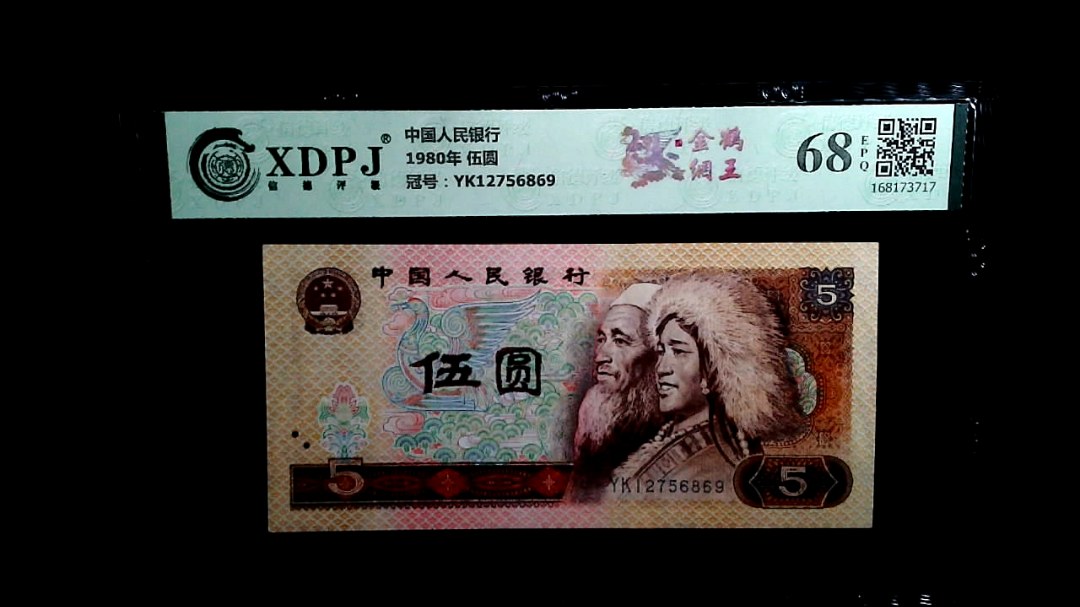 XDPJ®
信德评级
中国人民银行
1980年 伍圆
冠号：YK12756869
金鵝
綢王
68
EPQ
168173717
中国人民银行
5
伍圆
5
YK12756869
5